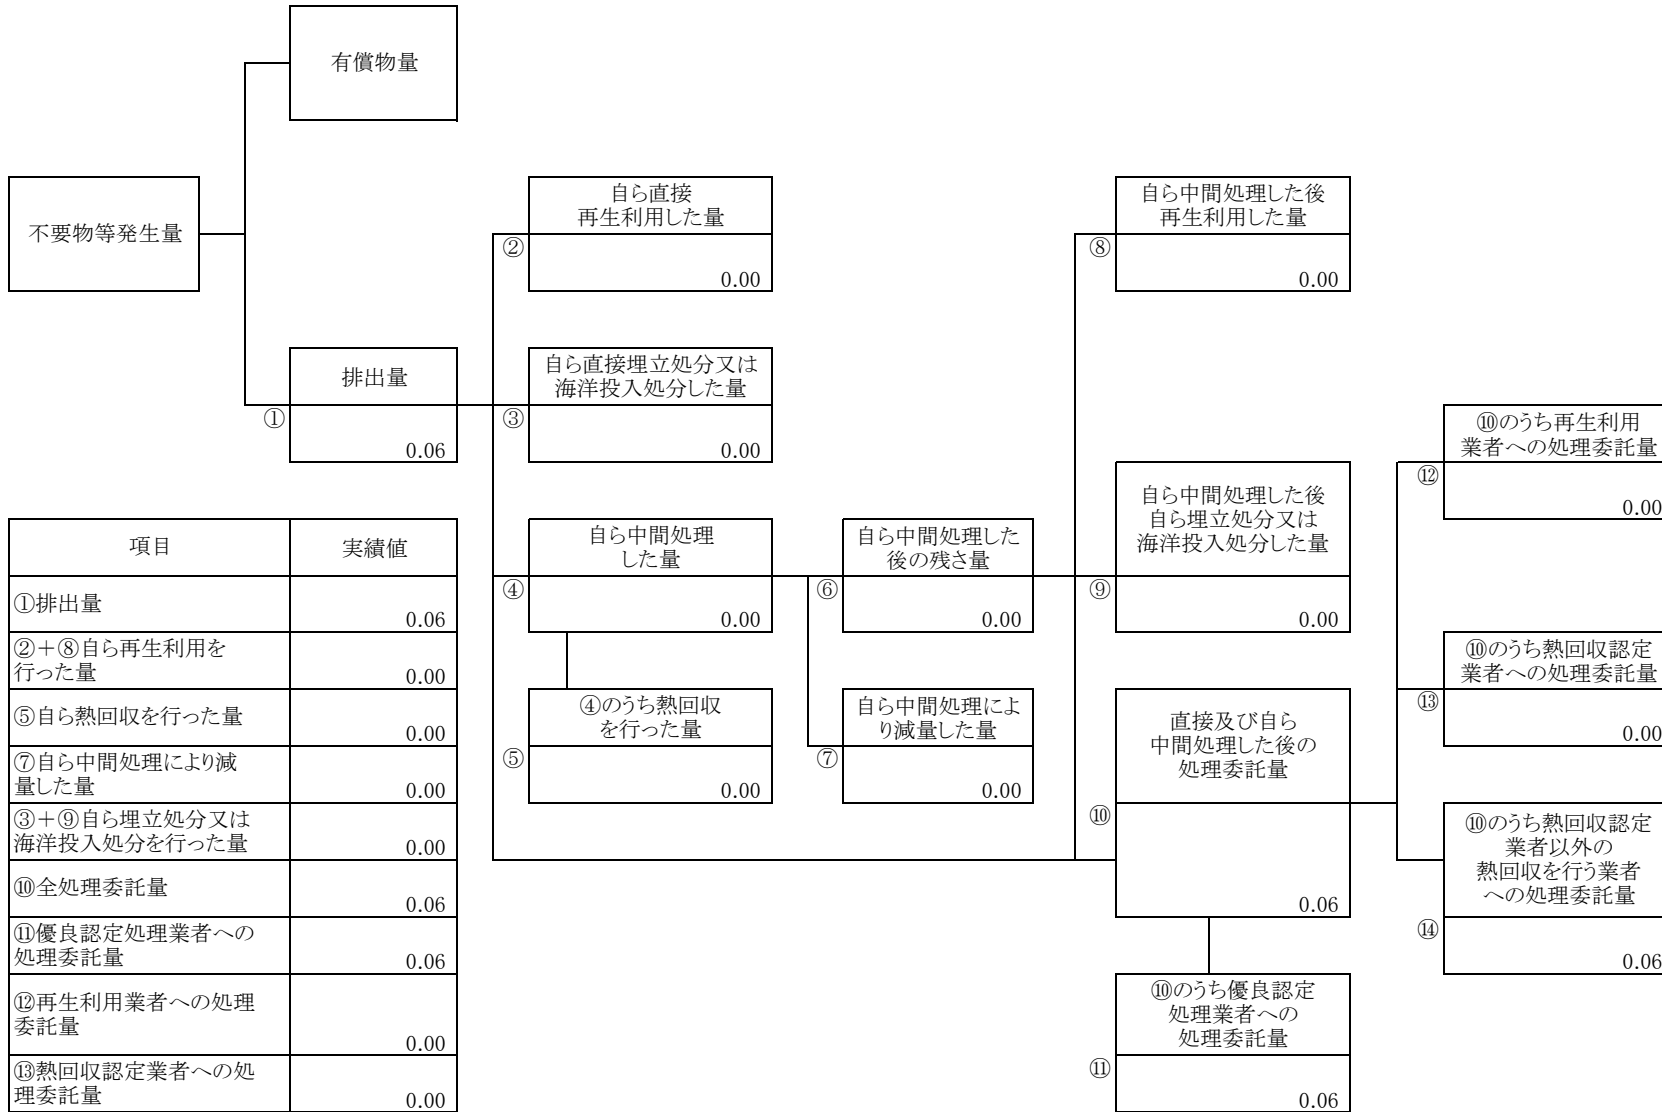 有償物量
不要物等発生量
①
排出量
0.06
②
自ら直接
再生利用した量
0.00
③
自ら直接埋立処分又は
海洋投入処分した量
0.00
④
自ら中間処理
した量
0.00
⑤
④のうち熱回収
を行った量
0.00
⑥
自ら中間処理した
後の残さ量
0.00
⑦
自ら中間処理によ
り減量した量
0.00
⑧
自ら中間処理した後
再生利用した量
0.00
⑨
自ら中間処理した後
自ら埋立処分又は
海洋投入処分した量
0.00
⑩
直接及び自ら
中間処理した後の
処理委託量
0.06
⑪
⑩のうち優良認定
処理業者への
処理委託量
0.06
⑫
⑩のうち再生利用
業者への処理委託量
0.00
⑬
⑩のうち熱回収認定
業者への処理委託量
0.00
⑭
⑩のうち熱回収認定
業者以外の
熱回収を行う業者
への処理委託量
0.06
項目 実績値
①排出量
0.06
②＋⑧自ら再生利用を
行った量
0.00
⑤自ら熱回収を行った量
0.00
⑦自ら中間処理により減
量した量
0.00
③＋⑨自ら埋立処分又は
海洋投入処分を行った量
0.00
⑩全処理委託量
0.06
⑪優良認定処理業者への
処理委託量
0.06
⑫再生利用業者への処理
委託量
0.00
⑬熱回収認定業者への処
理委託量
0.00